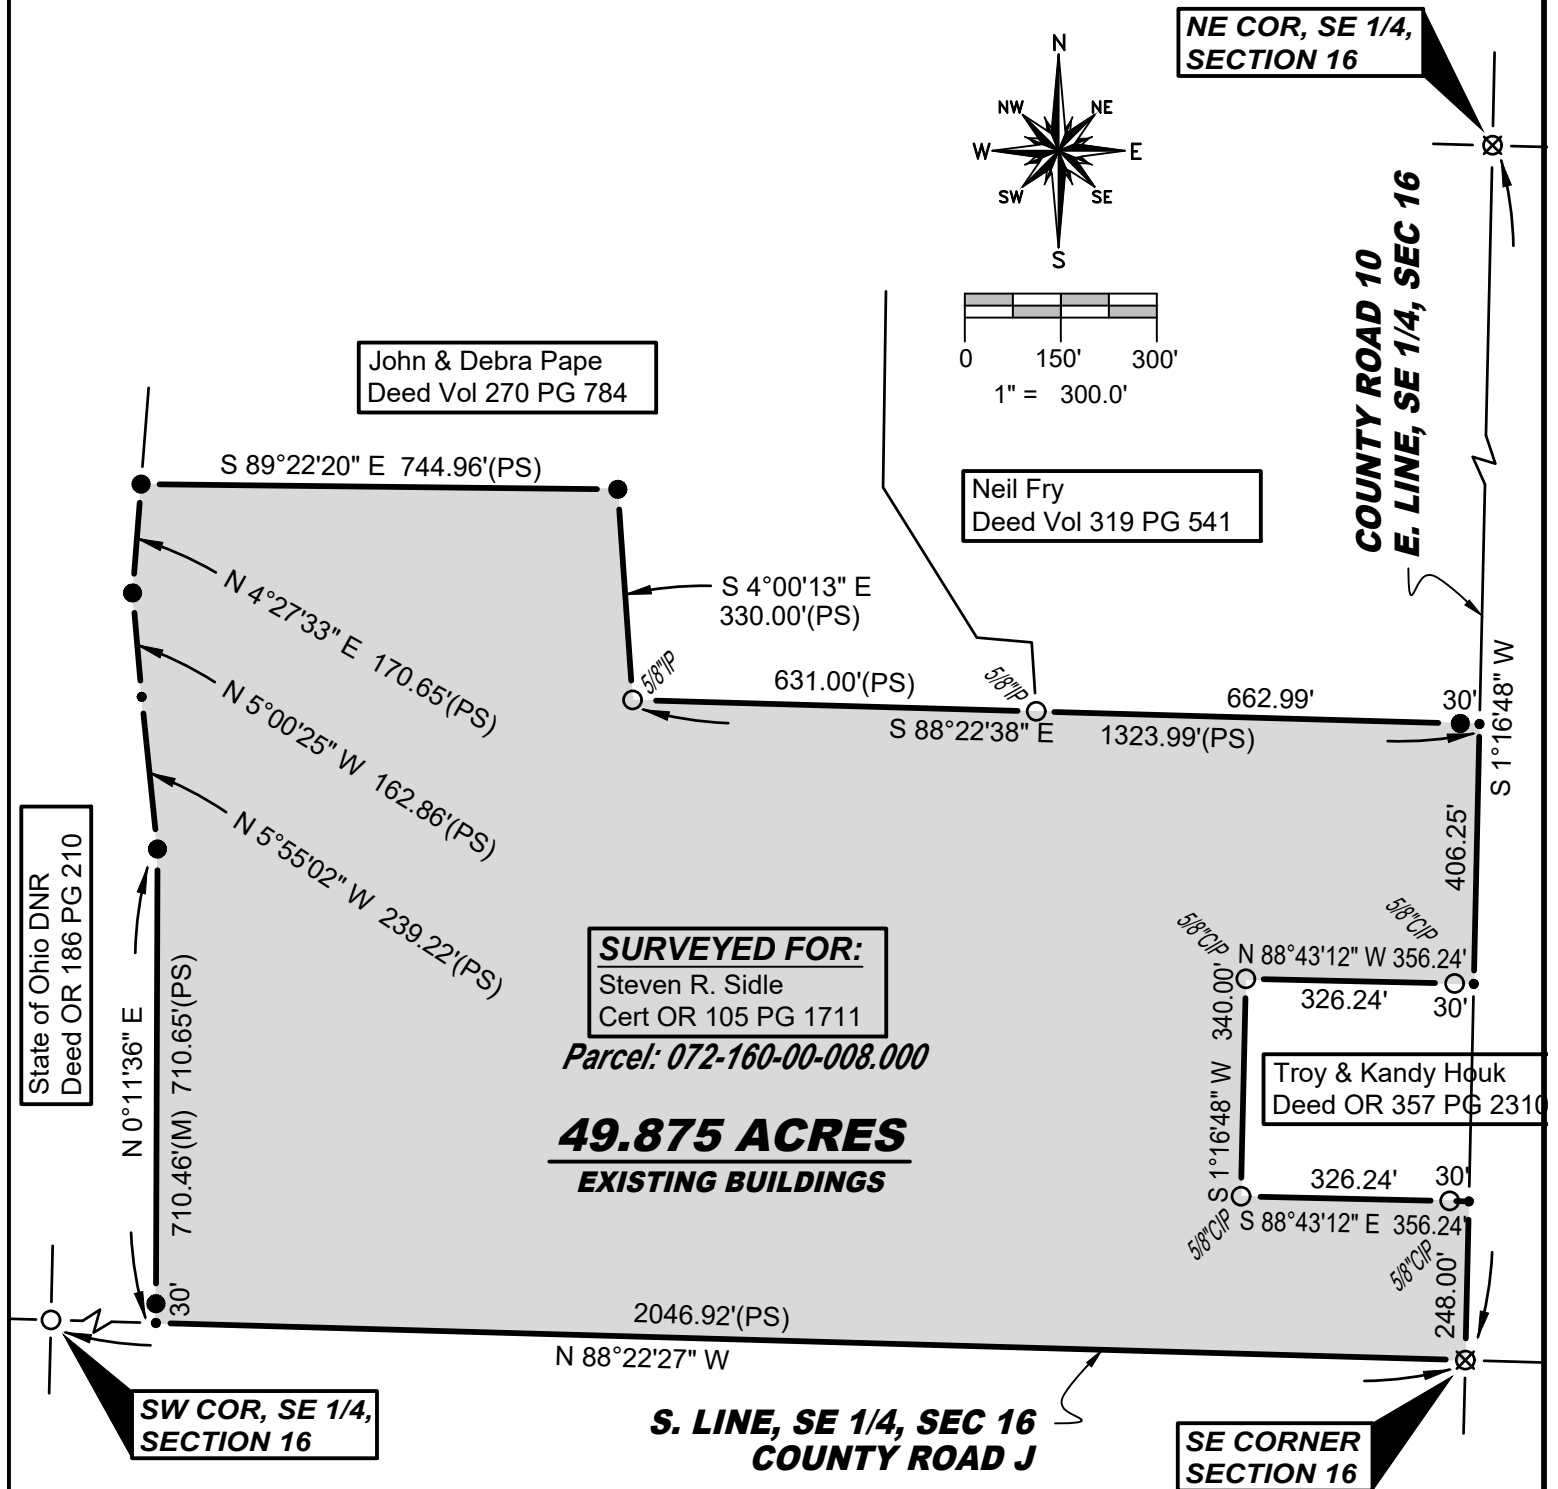 NE COR, SE 1/4,
SECTION 16
N
NW
NE
W
E
SW
SE
S
0
150'
300'
1" = 300.0'
COUNTY ROAD 10
E. LINE, SE 1/4, SEC 16
John & Debra Pape
Deed Vol 270 PG 784
Neil Fry
Deed Vol 319 PG 541
S 89°22'20" E 744.96'(PS)
S 4°00'13" E
330.00'(PS)
N 4°27'33" E 170.65'(PS)
N 5°00'25" W 162.86'(PS)
N 5°55'02" W 239.22'(PS)
5/8"IP
631.00'(PS)
5/8"IP
662.99'
30'
S 88°22'38" E
1323.99'(PS)
S 1°16'48" W
406.25'
State of Ohio DNR
Deed OR 186 PG 210
N 0°11'36" E
710.46'(M) 710.65'(PS)
30'
SURVEYED FOR:
Steven R. Sidle
Cert OR 105 PG 1711
Parcel: 072-160-00-008.000
49.875 ACRES
EXISTING BUILDINGS
5/8"CIP
5/8"CIP
N 88°43'12" W 356.24'
326.24'
30'
S 1°16'48" W 340.00'
Troy & Kandy Houk
Deed OR 357 PG 2310
326.24'
30'
S 88°43'12" E 356.24'
5/8"CIP
5/8"CIP
248.00'
2046.92'(PS)
N 88°22'27" W
SW COR, SE 1/4,
SECTION 16
S. LINE, SE 1/4, SEC 16
COUNTY ROAD J
SE CORNER
SECTION 16